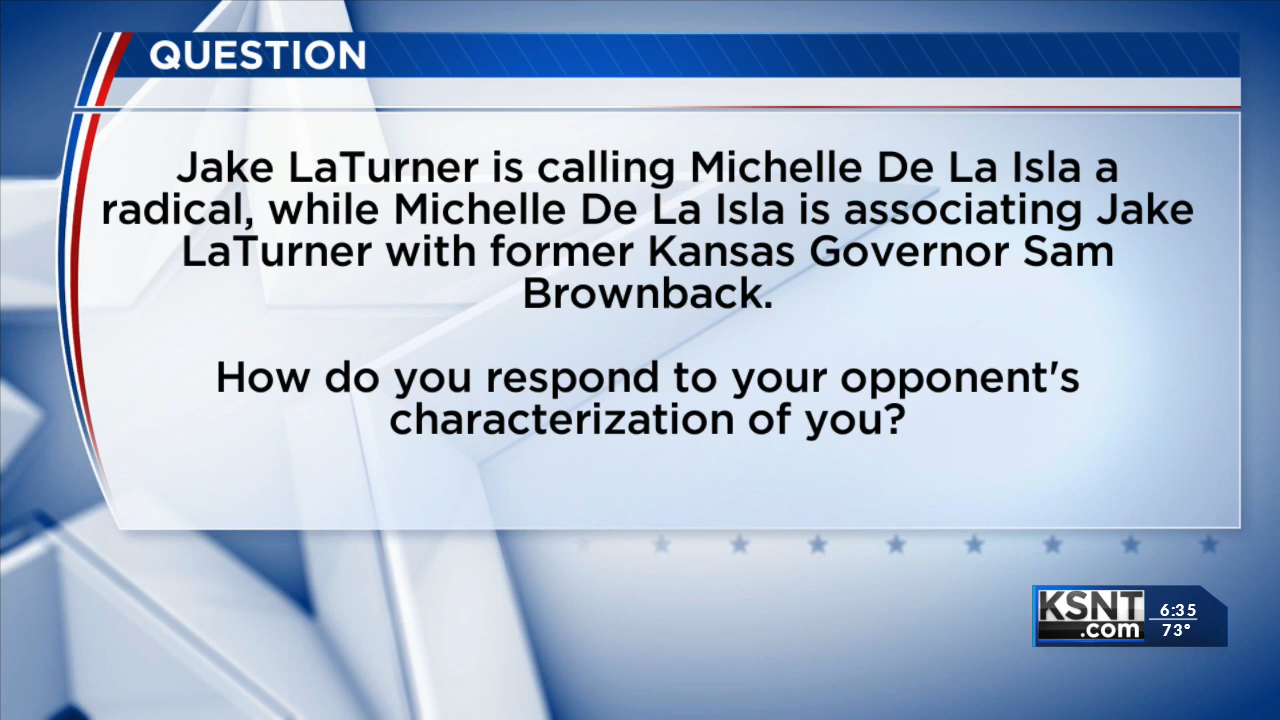 QUESTION
Jake LaTurner is calling Michelle De La Isla a
radical, while Michelle De La Isla is associating Jake
LaTurner with former Kansas Governor Sam
Brownback.
How do you respond to your opponent's
characterization of you?
KSNT
.com
6:35
73°